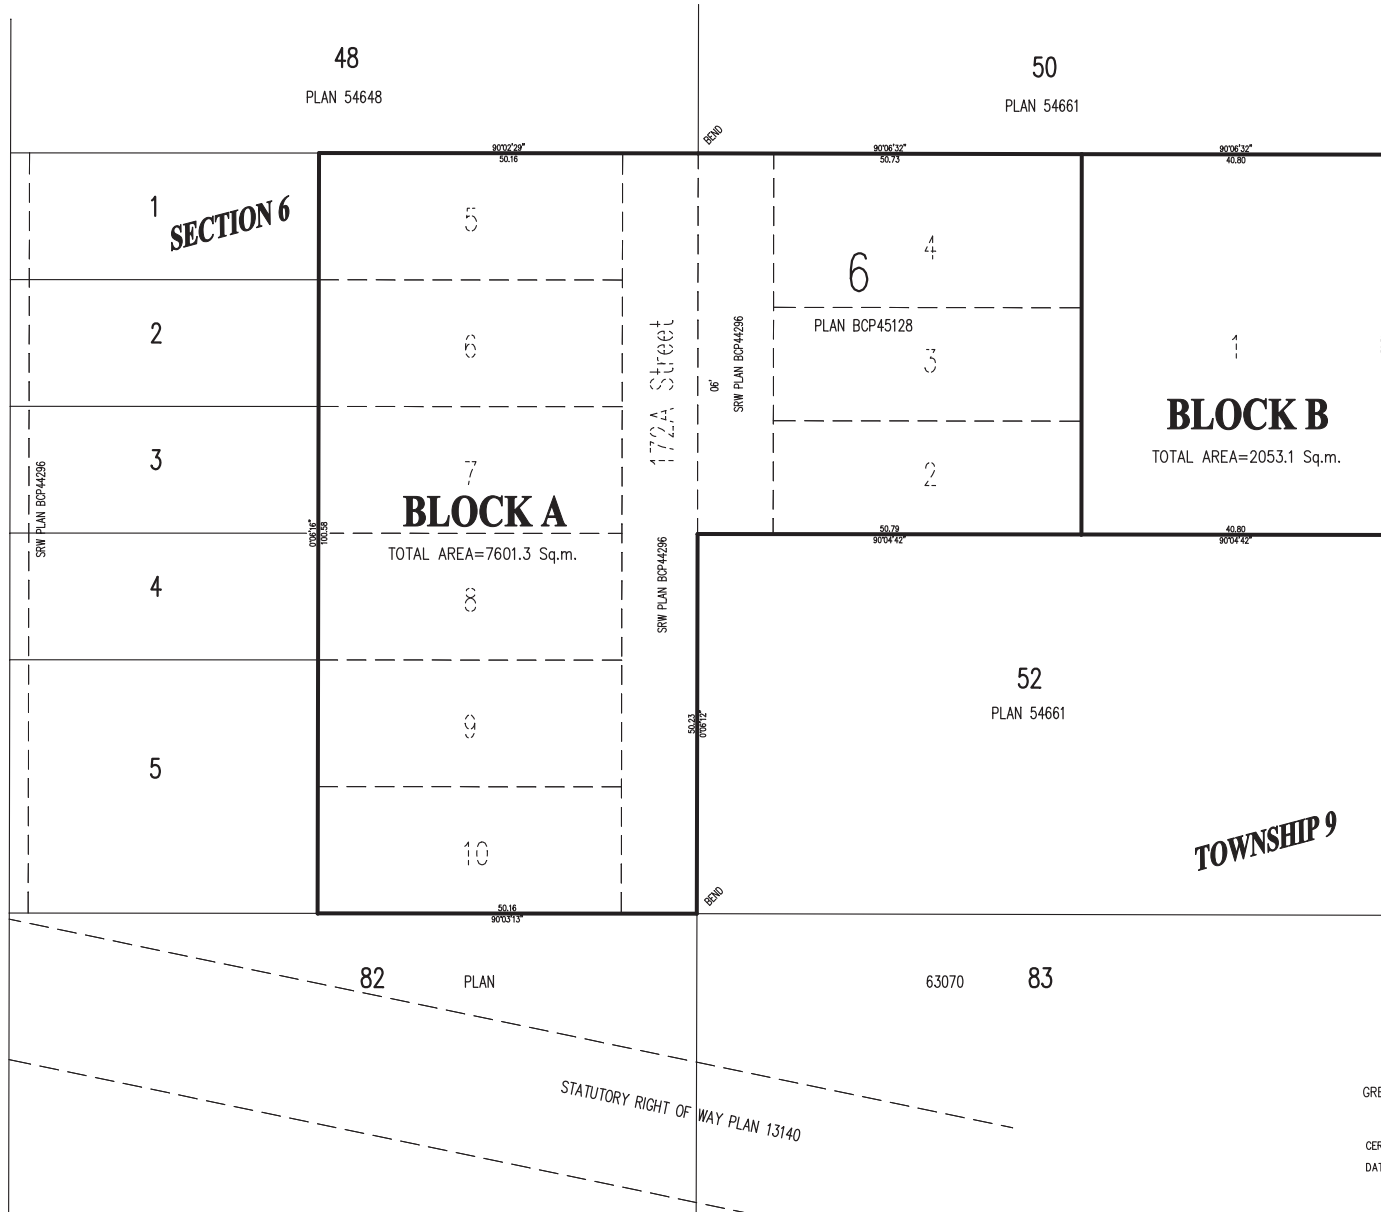 48
PLAN 54648
50
PLAN 54661
BEND
90°02'29"
50.16
90°06'32"
50.73
90°06'32"
40.80
1
SECTION 6
5
4
6
PLAN BCP45128
2
6
172A Street
06'
SRW PLAN BCP44296
3
1
BLOCK B
TOTAL AREA=2053.1 Sq.m.
3
SRW PLAN BCP44296
7
2
BLOCK A
TOTAL AREA=7601.3 Sq.m.
0°06'16"
100.58
50.79
90°04'42"
40.80
90°04'42"
4
8
SRW PLAN BCP44296
52
PLAN 54661
9
50.23
0°06'12"
5
10
TOWNSHIP 9
BEND
50.16
90°03'13"
82
PLAN
63070
83
STATUTORY RIGHT OF WAY PLAN 13140
GRE
CER
DAT